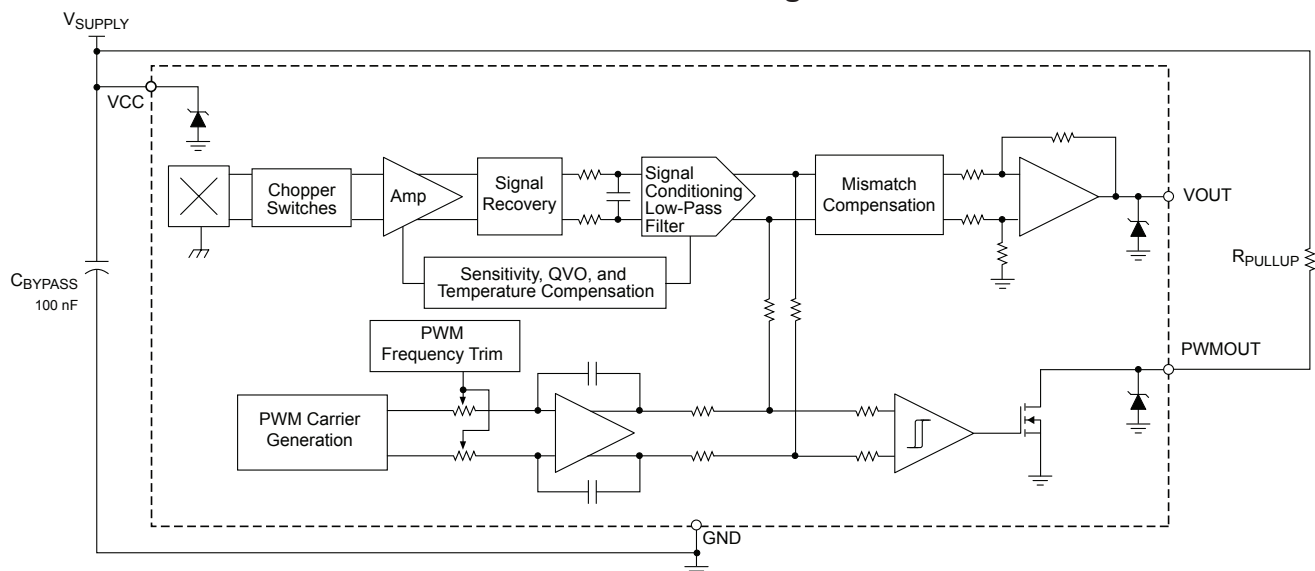 VSUPPLY
VCC
Chopper
Switches
Amp
Signal
Recovery
Signal
Conditioning
Low-Pass
Filter
Mismatch
Compensation
VOUT
Sensitivity, QVO, and
Temperature Compensation
CBYPASS
100 nF
RPULLUP
PWM
Frequency Trim
PWMOUT
PWM Carrier
Generation
GND